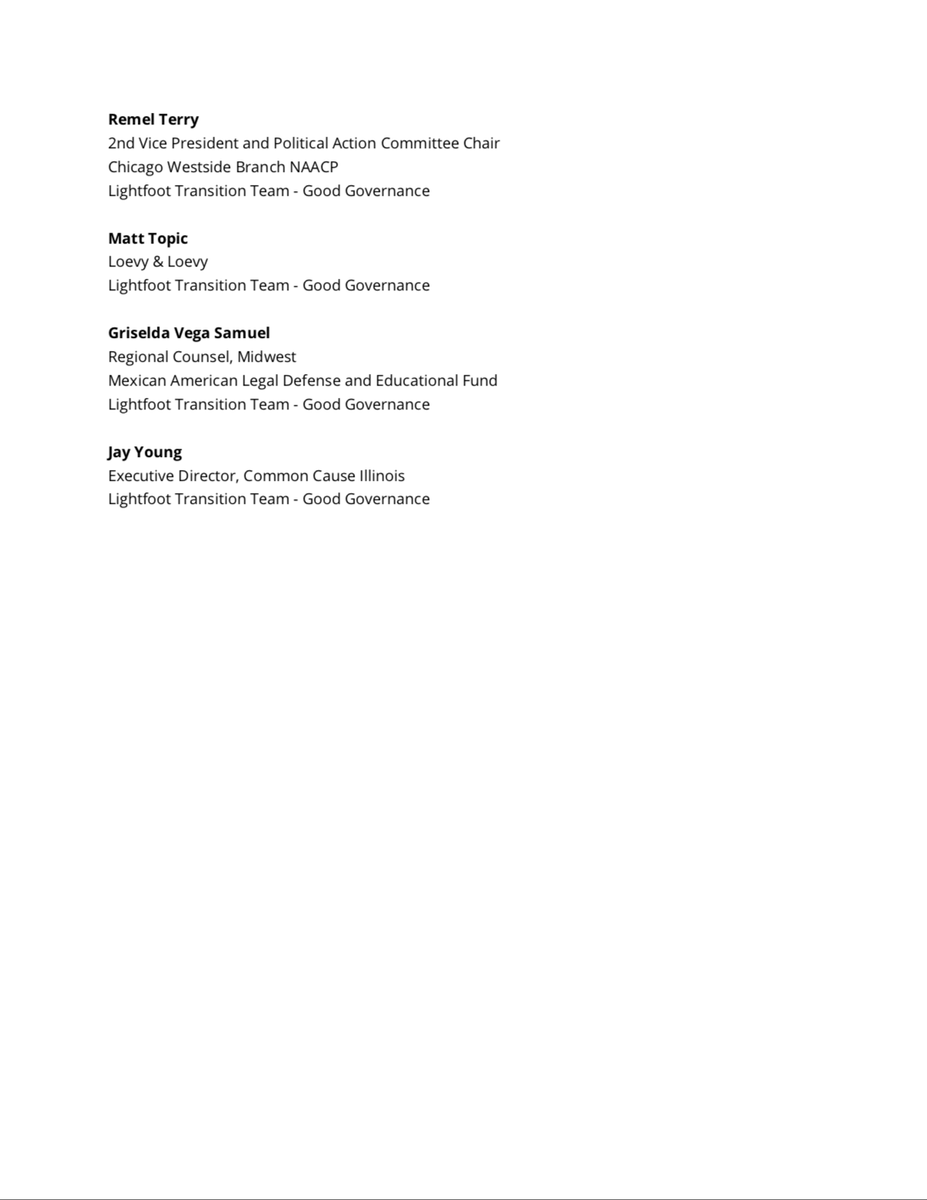 Remel Terry
2nd Vice President and Political Action Committee Chair
Chicago Westside Branch NAACP
Lightfoot Transition Team - Good Governance
Matt Topic
Loevy & Loevy
Lightfoot Transition Team - Good Governance
Griselda Vega Samuel
Regional Counsel, Midwest
Mexican American Legal Defense and Educational Fund
Lightfoot Transition Team - Good Governance
Jay Young
Executive Director, Common Cause Illinois
Lightfoot Transition Team - Good Governance